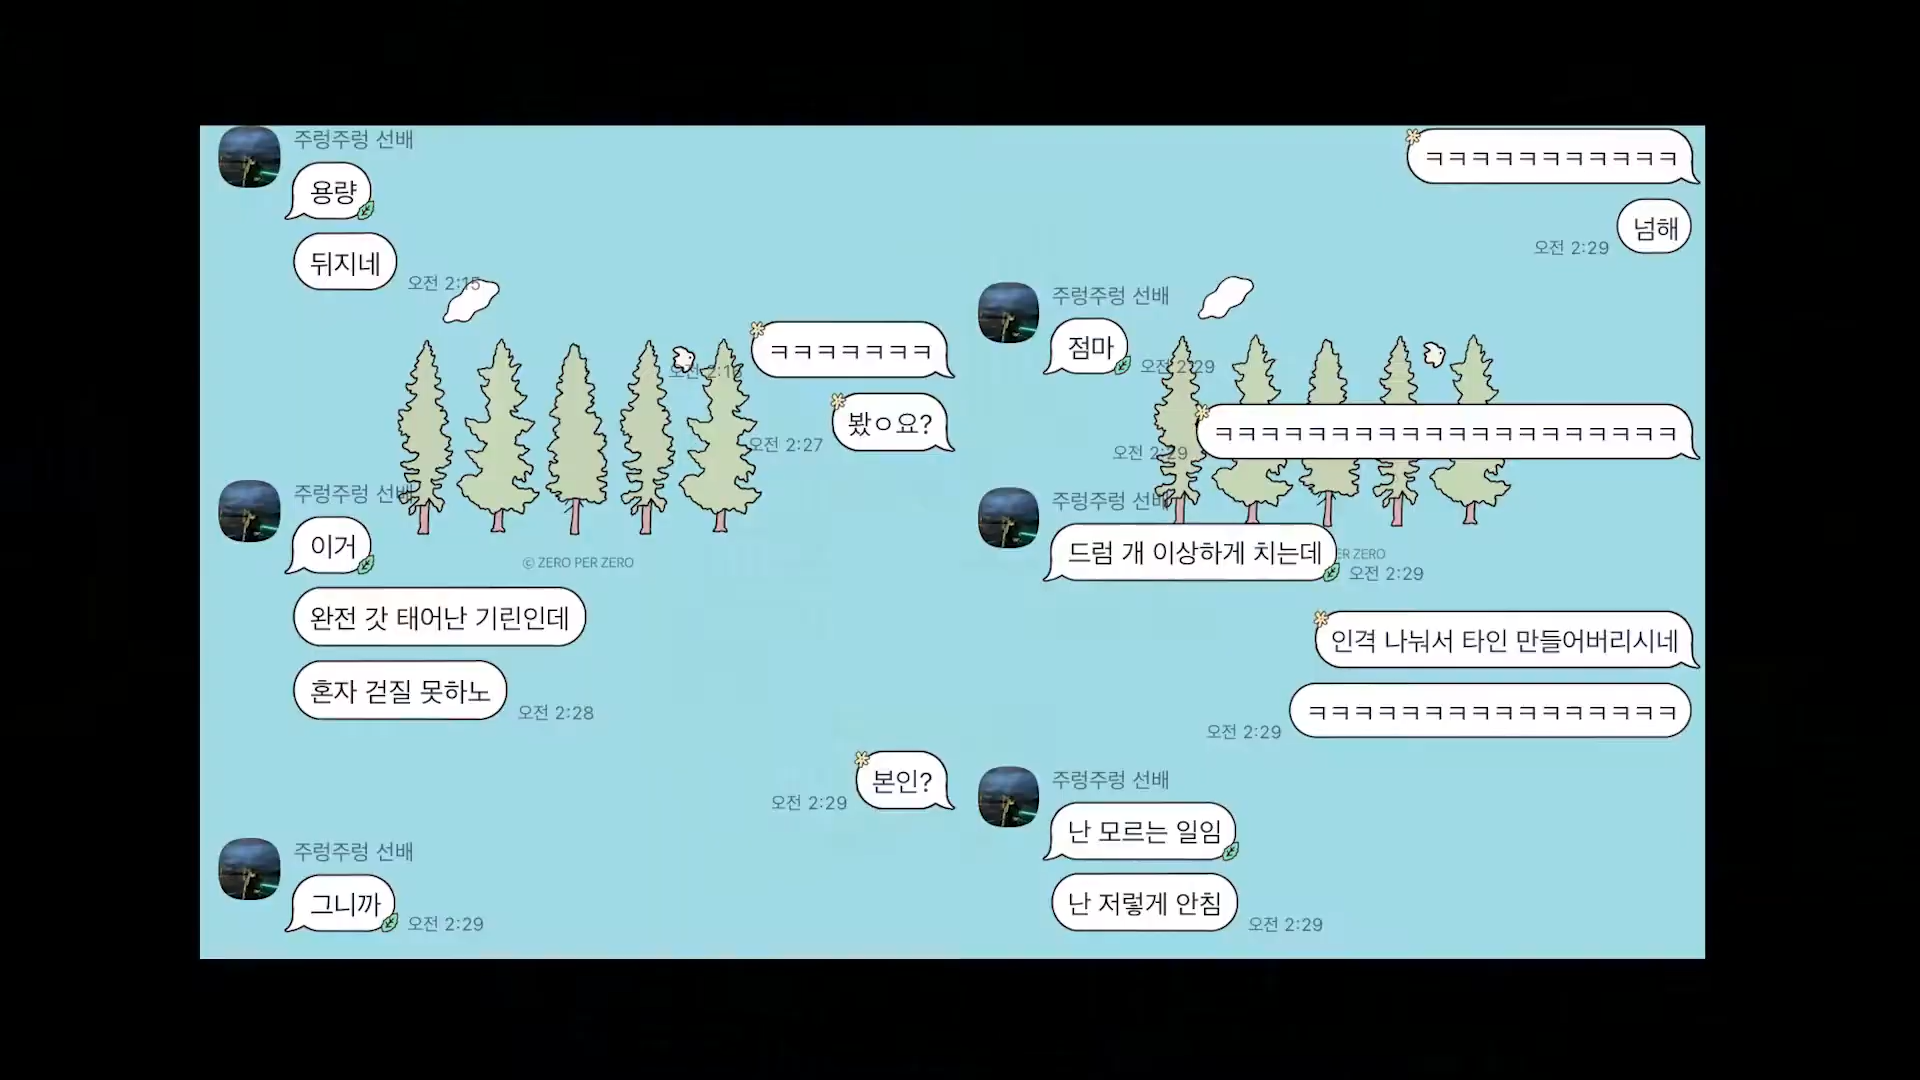 주렁주렁 선배
용량
뒤지네
오전 2:15
ㅋㅋㅋㅋㅋㅋㅋ
봤ㅇ요?
오전 2:27
주렁주렁 선배
이거
© ZERO PER ZERO
완전 갓 태어난 기린인데
혼자 걷질 못하노
오전 2:28
본인?
오전 2:29
주렁주렁 선배
그니까
오전 2:29
ㅋㅋㅋㅋㅋㅋㅋㅋㅋㅋㅋ
넘해
오전 2:29
주렁주렁 선배
점마
오전 2:29
ㅋㅋㅋㅋㅋㅋㅋㅋㅋㅋㅋㅋㅋㅋㅋㅋㅋㅋㅋㅋ
오전 2:29
주렁주렁 선배
드럼 개 이상하게 치는데
ER ZERO
오전 2:29
인격 나눠서 타인 만들어버리시네
ㅋㅋㅋㅋㅋㅋㅋㅋㅋㅋㅋㅋㅋㅋㅋㅋ
오전 2:29
주렁주렁 선배
난 모르는 일임
난 저렇게 안침
오전 2:29